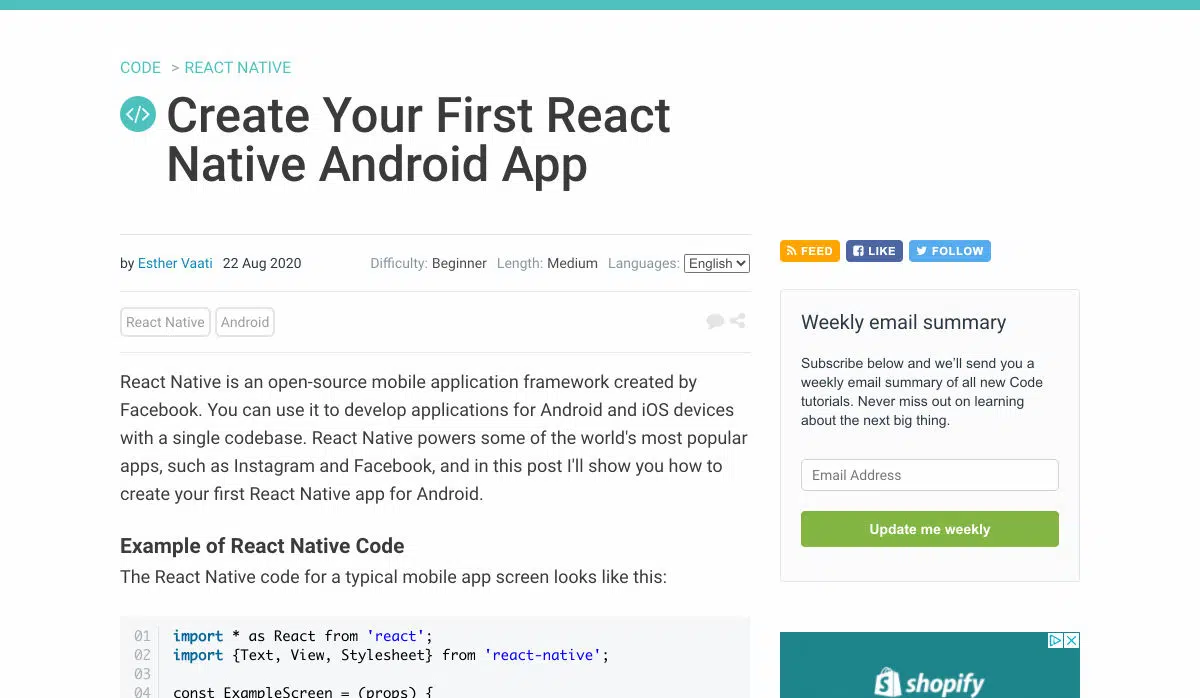 CODE > REACT NATIVE
</> Create Your First React
Native Android App
by Esther Vaati 22 Aug 2020 Difficulty: Beginner Length: Medium Languages: English
React Native Android
React Native is an open-source mobile application framework created by
Facebook. You can use it to develop applications for Android and iOS devices
with a single codebase. React Native powers some of the world's most popular
apps, such as Instagram and Facebook, and in this post I'll show you how to
create your first React Native app for Android.
Example of React Native Code
The React Native code for a typical mobile app screen looks like this:
01 import * as React from 'react';
02 import {Text, View, Stylesheet} from 'react-native';
03
04 const ExampleScreen = (props) {
FEED LIKE FOLLOW
Weekly email summary
Subscribe below and we’ll send you a
weekly email summary of all new Code
tutorials. Never miss out on learning
about the next big thing.
Email Address
Update me weekly
shopify